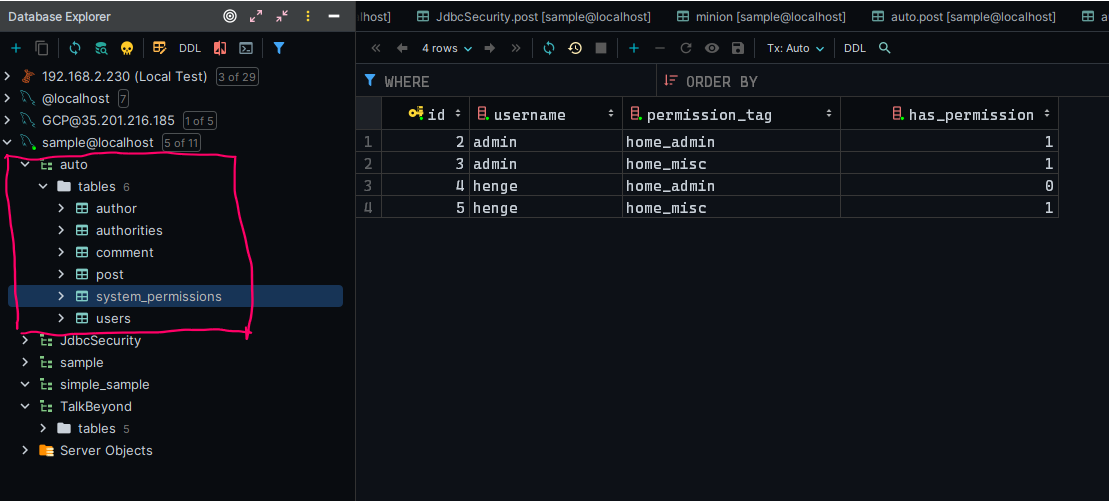 Database Explorer
DDL
192.168.2.230 (Local Test) 3 of 29
@localhost 7
GCP@35.201.216.185 1 of 5
sample@localhost 5 of 11
auto
tables 6
author
authorities
comment
post
system_permissions
users
JdbcSecurity
sample
simple_sample
TalkBeyond
tables 5
Server Objects
lhost] JdbcSecurity.post [sample@localhost] minion [sample@localhost] auto.post [sample@localhost] a
4 rows Tx: Auto DDL
WHERE ORDER BY
id username permission_tag has_permission
1 2 admin home_admin 1
2 3 admin home_misc 1
3 4 henge home_admin 0
4 5 henge home_misc 1